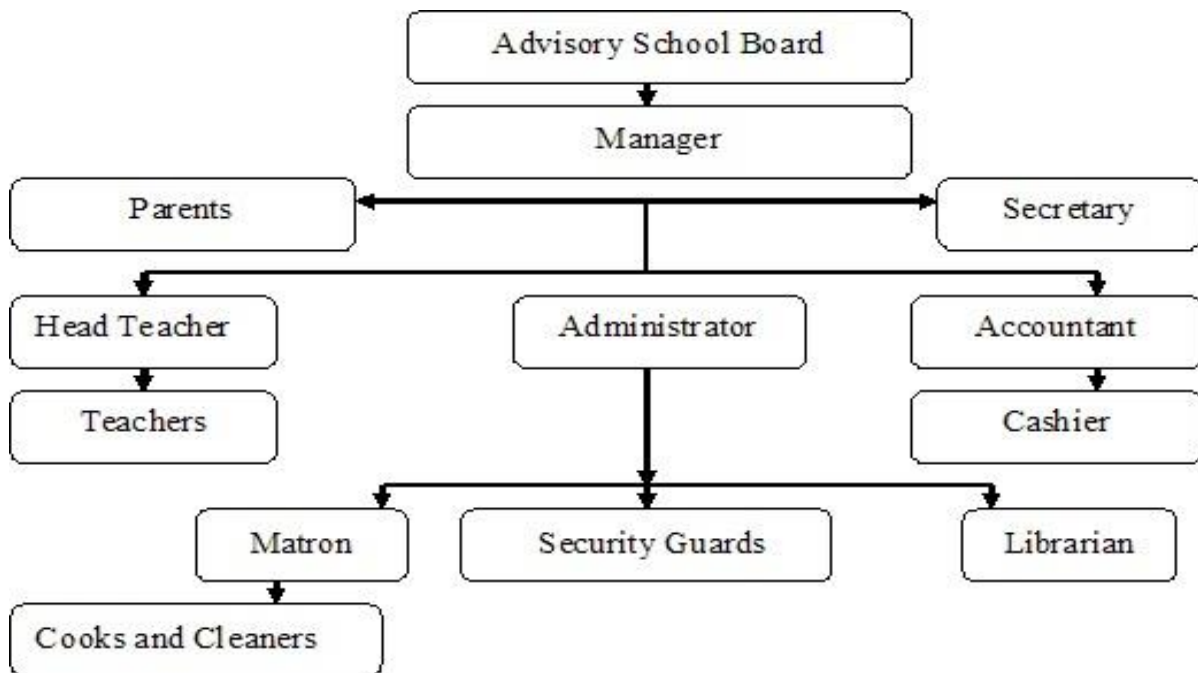 Advisory School Board
Manager
Parents
Secretary
Head Teacher
Administrator
Accountant
Teachers
Cashier
Matron
Security Guards
Librarian
Cooks and Cleaners